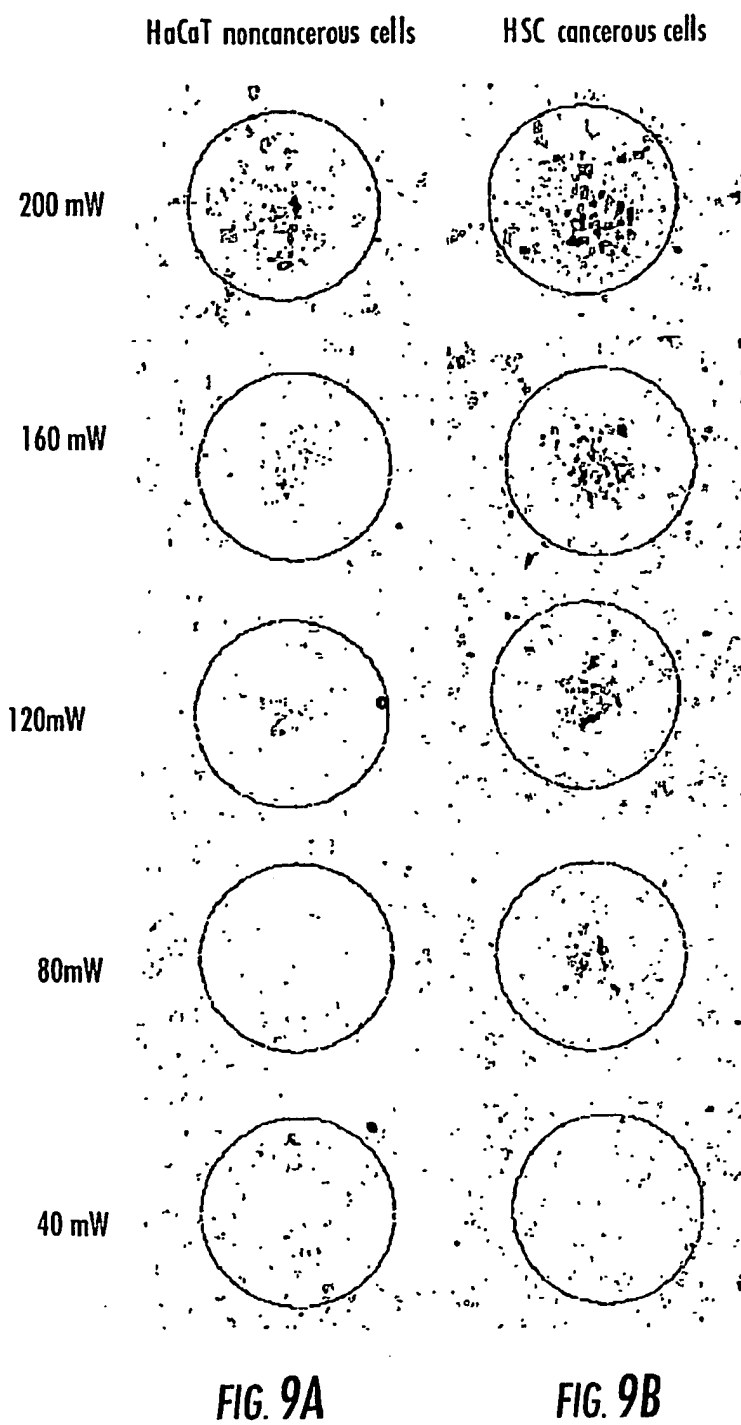 HaCaT noncancerous cells HSC cancerous cells
200 mW
160 mW
120mW
80mW
40 mW
FIG. 9A FIG. 9B